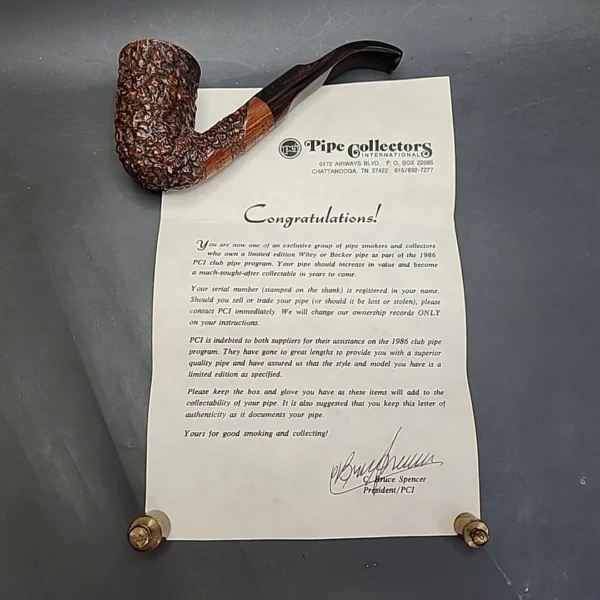 Pipe Collectors
INTERNATIONAL
6172 AIRWAYS BLVD. P. O. BOX 22085
CHATTANOOGA, TN 37422 615/892-7277
Congratulations!
You are now one of an exclusive group of pipe smokers and collectors
who own a limited edition Wiley or Becker pipe as part of the 1986
PCI club pipe program. Your pipe should increase in value and become
a much-sought-after collectable in years to come.
Your serial number (stamped on the shank) is registered in your name.
Should you sell or trade your pipe (or should it be lost or stolen), please
contact PCI immediately. We will change our ownership records ONLY
on your instructions.
PCI is indebted to both suppliers for their assistance on the 1986 club pipe
program. They have gone to great lengths to provide you with a superior
quality pipe and have assured us that the style and model you have is a
limited edition as specified.
Please keep the box and glove you have as these items will add to the
collectability of your pipe. It is also suggested that you keep this letter of
authenticity as it documents your pipe.
Yours for good smoking and collecting!
C. Bruce Spencer
President/PCI